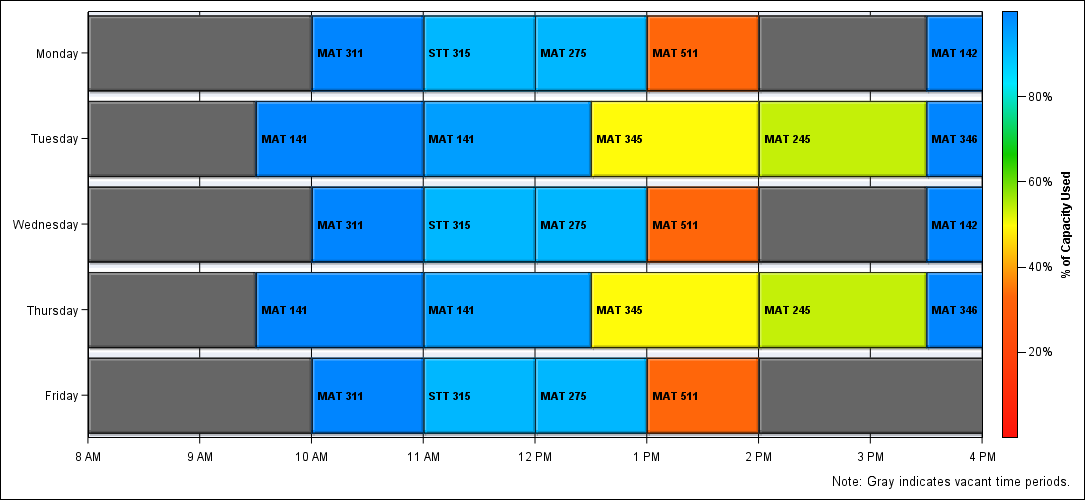 Monday
MAT 311 STT 315 MAT 275 MAT 511 MAT 142
80%
Tuesday
MAT 141 MAT 141 MAT 345 MAT 245 MAT 346
60%
Wednesday
MAT 311 STT 315 MAT 275 MAT 511 MAT 142
% of Capacity Used
40%
Thursday
MAT 141 MAT 141 MAT 345 MAT 245 MAT 346
20%
Friday
MAT 311 STT 315 MAT 275 MAT 511
8 AM 9 AM 10 AM 11 AM 12 PM 1 PM 2 PM 3 PM 4 PM
Note: Gray indicates vacant time periods.